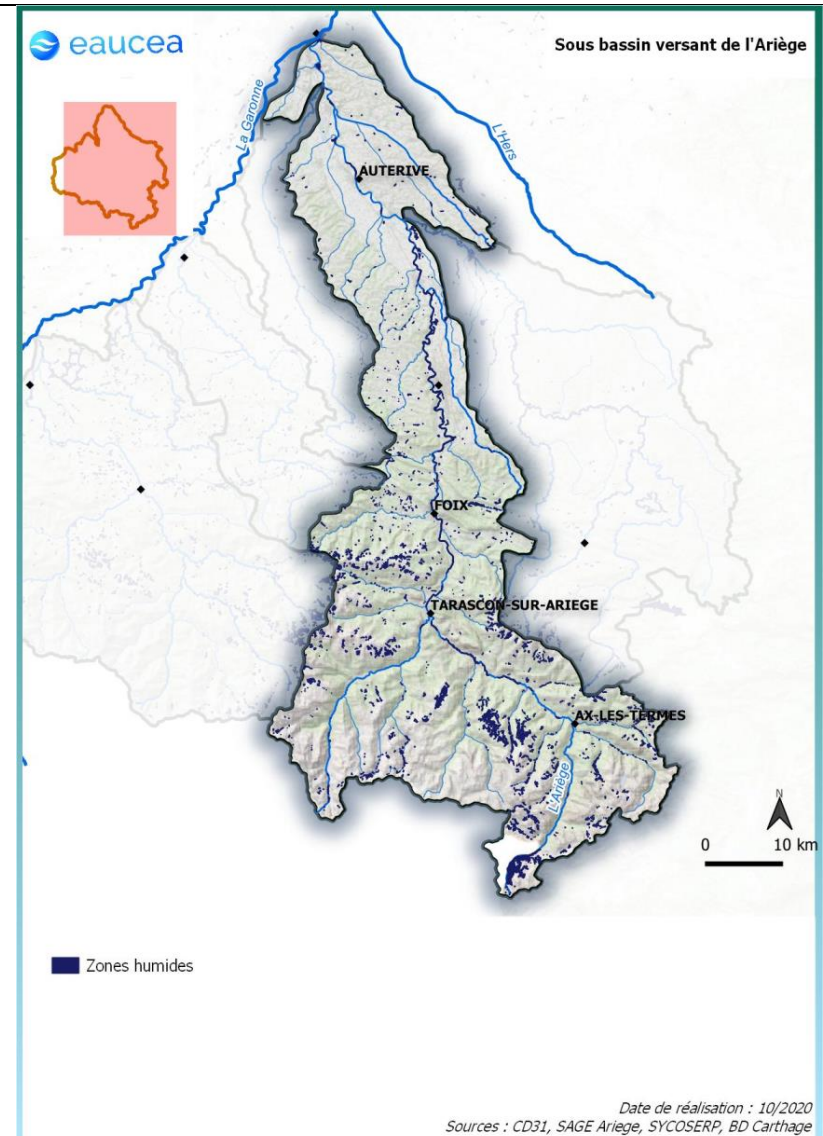 eaucea
Sous bassin versant de l'Ariège
La Garonne
L'Hers
AUTERIVE
FOIX
TARASCON-SUR-ARIEGE
AX-LES-TERMES
L'Ariège
N
0 10 km
Zones humides
Date de réalisation : 10/2020
Sources : CD31, SAGE Ariege, SYCOSERP, BD Carthage